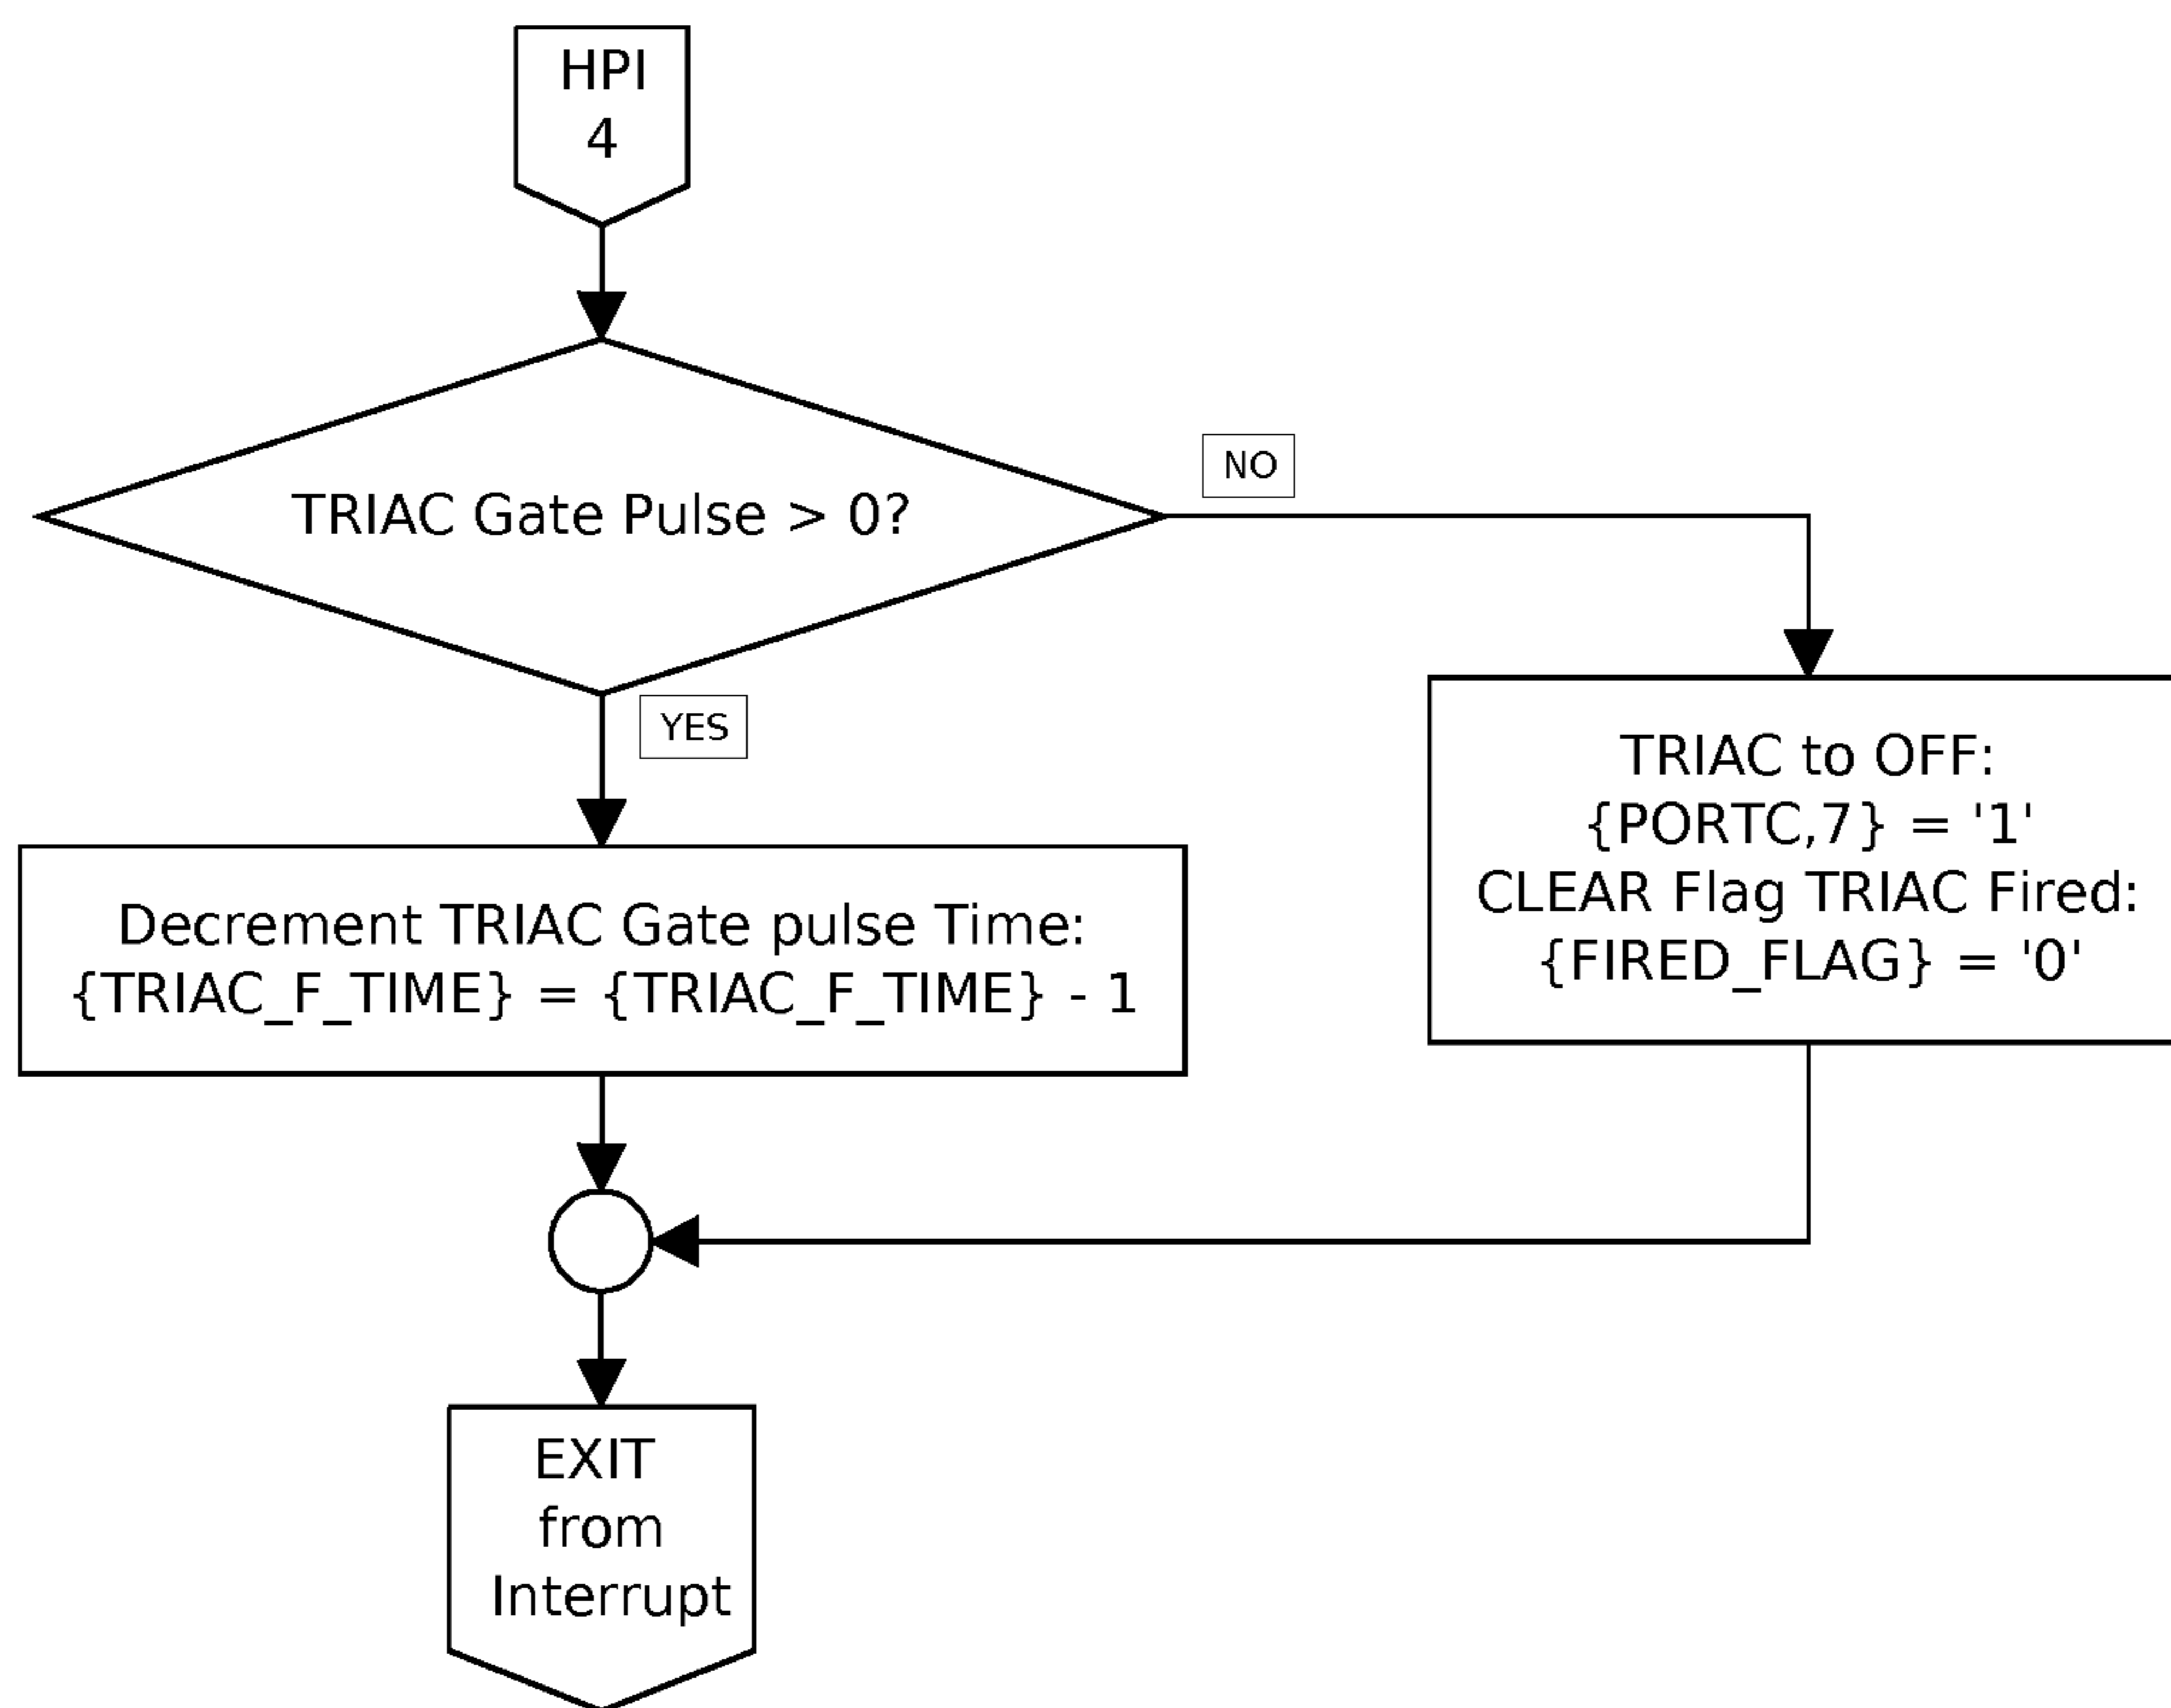 HPI
4
TRIAC Gate Pulse > 0?
NO
YES
TRIAC to OFF:
{PORTC,7} = '1'
CLEAR Flag TRIAC Fired:
{FIRED_FLAG} = '0'
Decrement TRIAC Gate pulse Time:
{TRIAC_F_TIME} = {TRIAC_F_TIME} - 1
EXIT
from
Interrupt